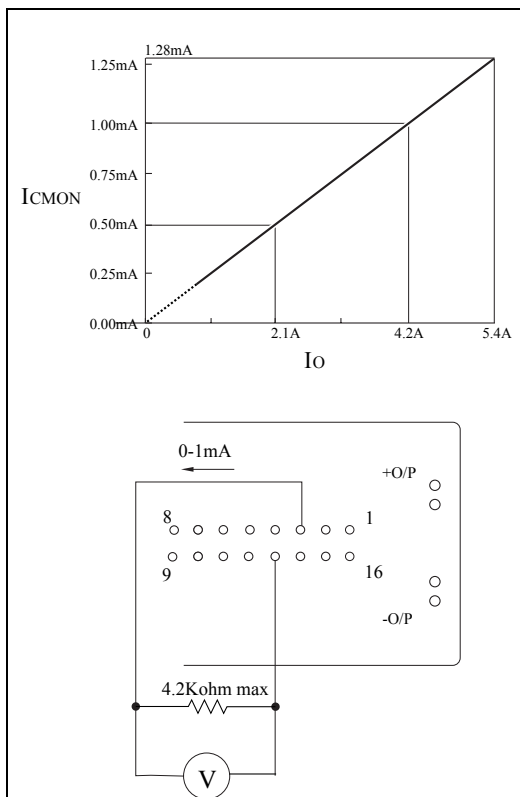 1.28mA
1.25mA
1.00mA
ICMON
0.75mA
0.50mA
0.25mA
0.00mA
0 2.1A 4.2A 5.4A
IO
0-1mA
+O/P
8 1
9 16
-O/P
4.2Kohm max
V